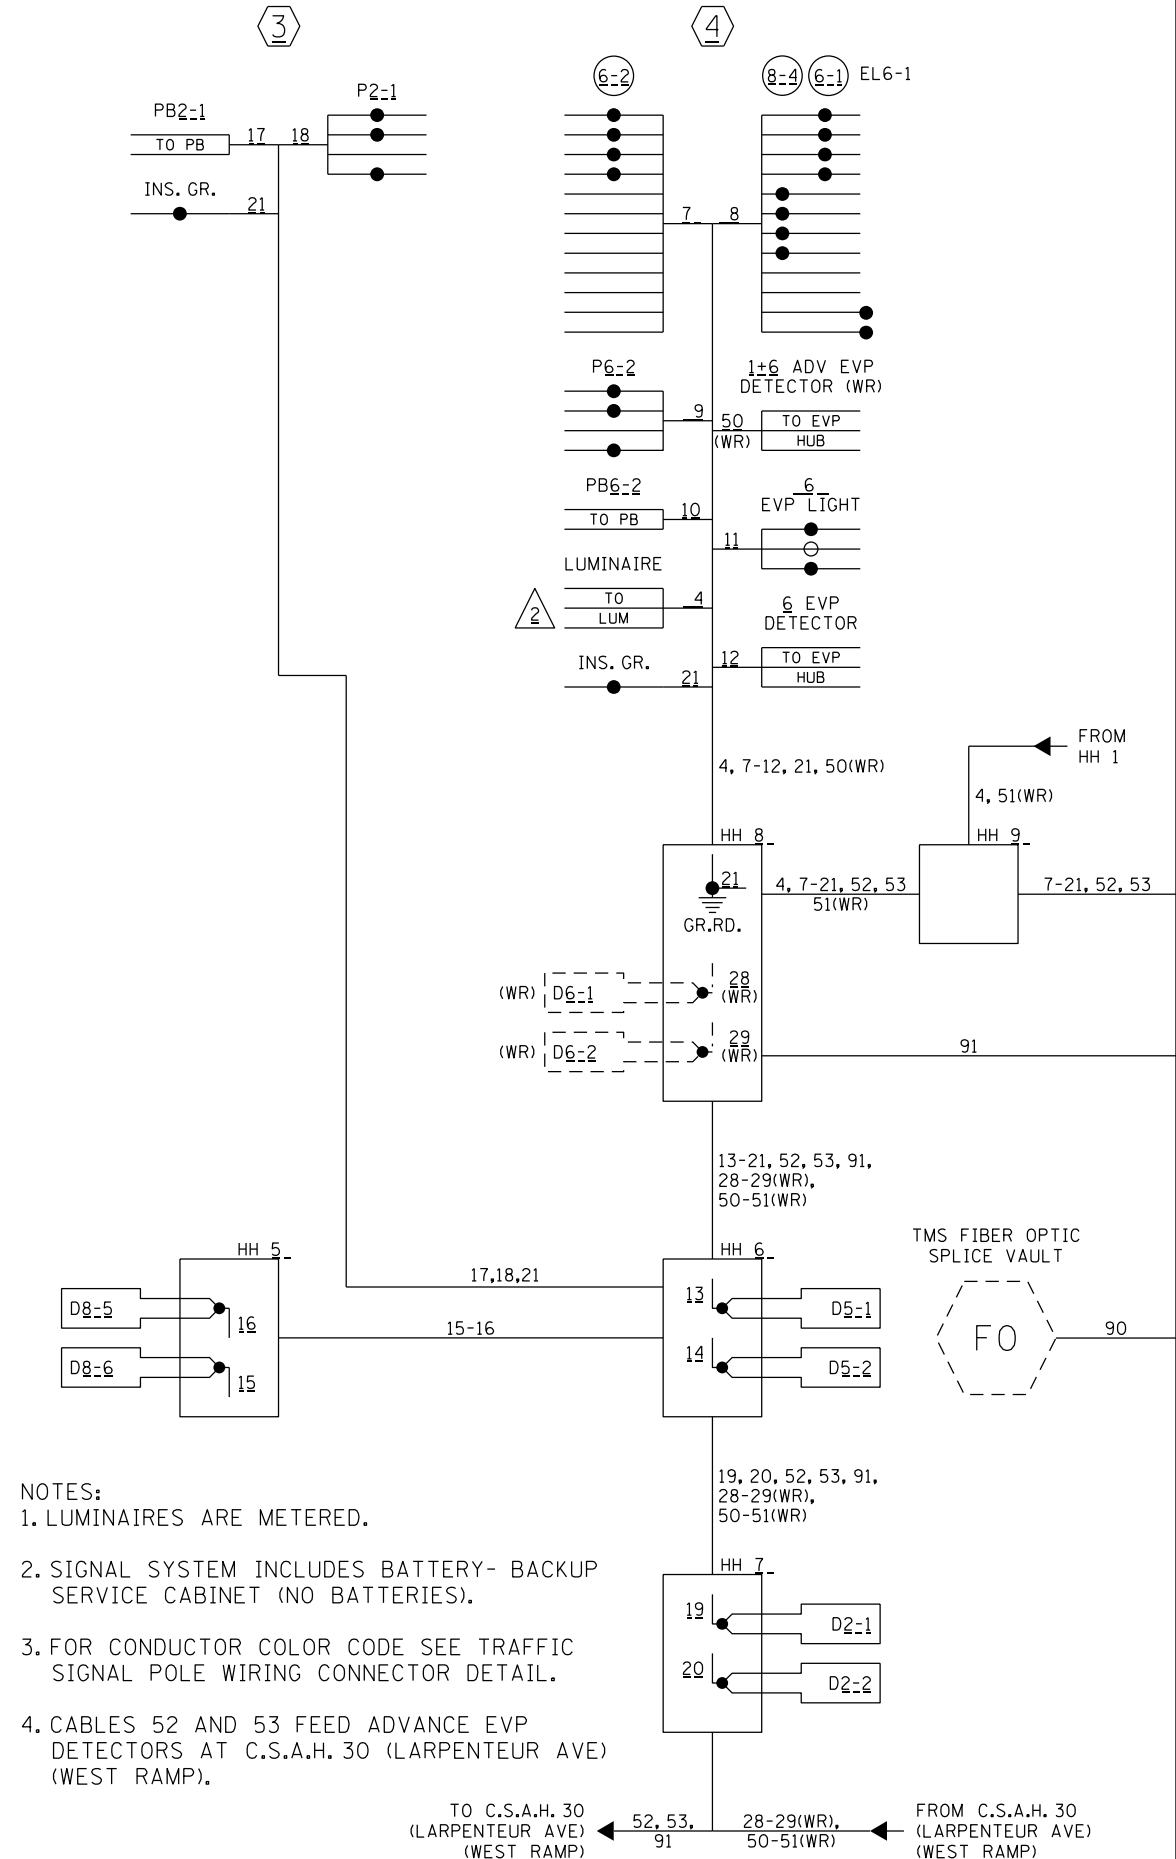 3
4
6-2
8-4
6-1
EL6-1
P2-1
PB2-1
TO PB
17
18
INS. GR.
21
7
8
P6-2
9
1+6 ADV EVP
DETECTOR (WR)
50
(WR)
TO EVP
HUB
PB6-2
TO PB
10
6
EVP LIGHT
11
LUMINAIRE
2
TO
LUM
4
6 EVP
DETECTOR
12
TO EVP
HUB
INS. GR.
21
FROM
HH 1
4, 7-12, 21, 50(WR)
4, 51(WR)
HH 8
HH 9
21
GR.RD.
4, 7-21, 52, 53
51(WR)
7-21, 52, 53
(WR)
D6-1
28
(WR)
(WR)
D6-2
29
(WR)
91
13-21, 52, 53, 91,
28-29(WR),
50-51(WR)
HH 5
HH 6
TMS FIBER OPTIC
SPLICE VAULT
17,18,21
D8-5
16
13
D5-1
15-16
FO
90
D8-6
15
14
D5-2
19, 20, 52, 53, 91,
28-29(WR),
50-51(WR)
NOTES:
1. LUMINAIRES ARE METERED.
2. SIGNAL SYSTEM INCLUDES BATTERY- BACKUP
SERVICE CABINET (NO BATTERIES).
3. FOR CONDUCTOR COLOR CODE SEE TRAFFIC
SIGNAL POLE WIRING CONNECTOR DETAIL.
4. CABLES 52 AND 53 FEED ADVANCE EVP
DETECTORS AT C.S.A.H. 30 (LARPENTEUR AVE)
(WEST RAMP).
HH 7
19
D2-1
20
D2-2
TO C.S.A.H. 30
(LARPENTEUR AVE)
(WEST RAMP)
52, 53,
91
28-29(WR),
50-51(WR)
FROM C.S.A.H. 30
(LARPENTEUR AVE)
(WEST RAMP)